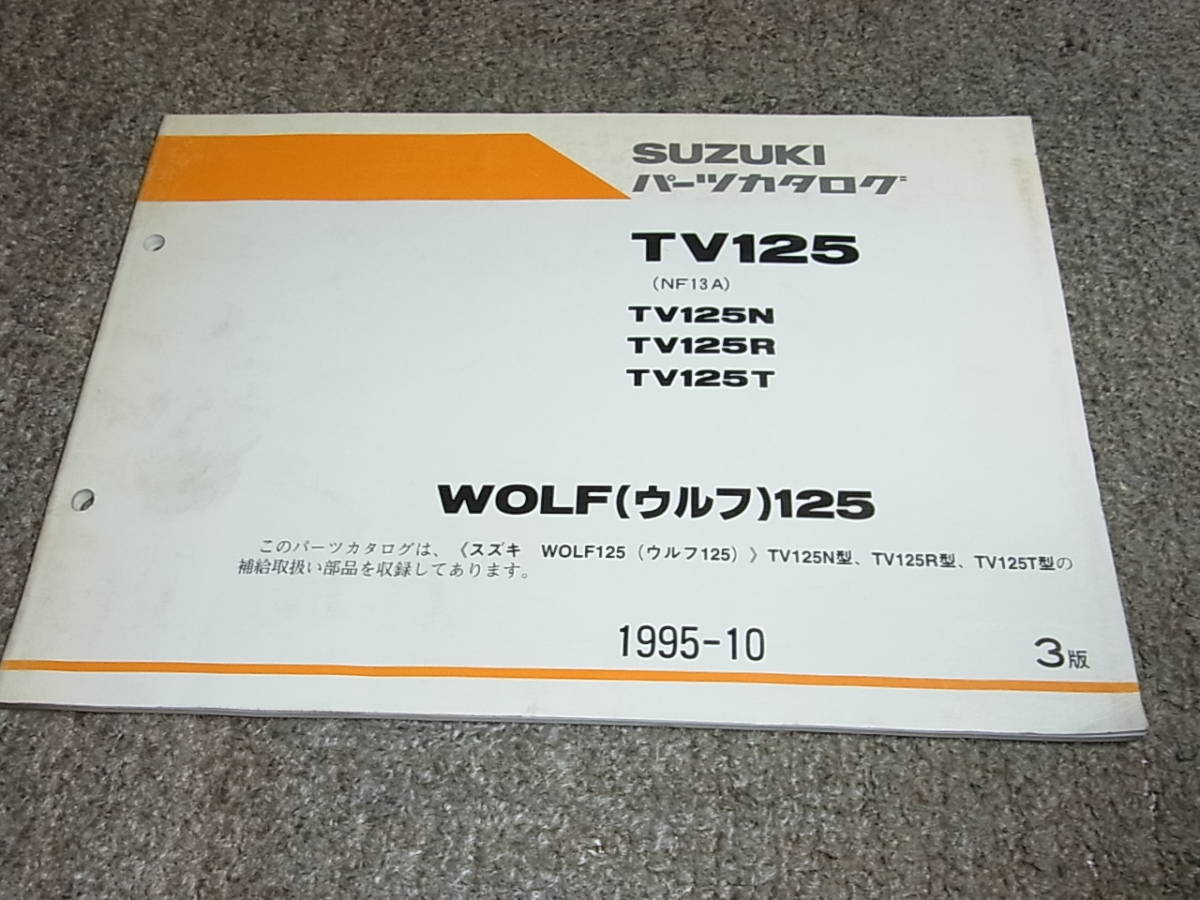 SUZUKI
パーツカタログ
TV125
(NF13A)
TV125N
TV125R
TV125T
WOLF(ウルフ)125
このパーツカタログは、《スズキ　WOLF125（ウルフ125）》TV125N型、TV125R型、TV125T型の
補給取扱い部品を収録してあります。
1995-10
3版